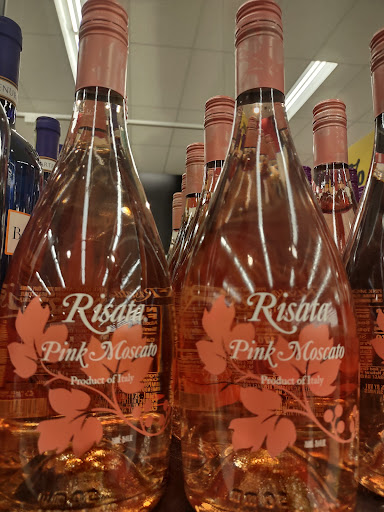 Risata
Pink Moscato
Product of Italy
Risata
Pink Moscato
Product of Italy